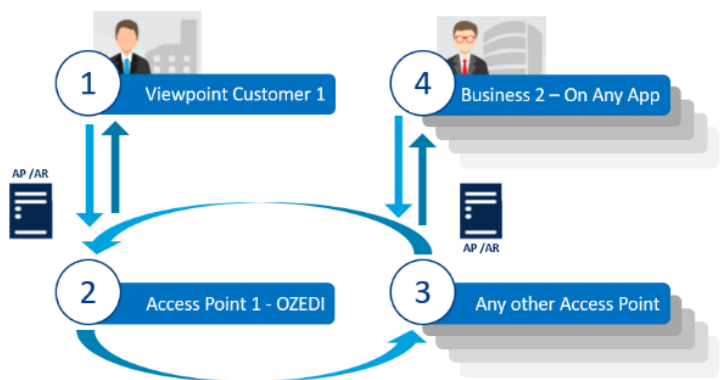 1
Viewpoint Customer 1
4
Business 2 – On Any App
AP /AR
AP /AR
2
Access Point 1 - OZEDI
3
Any other Access Point